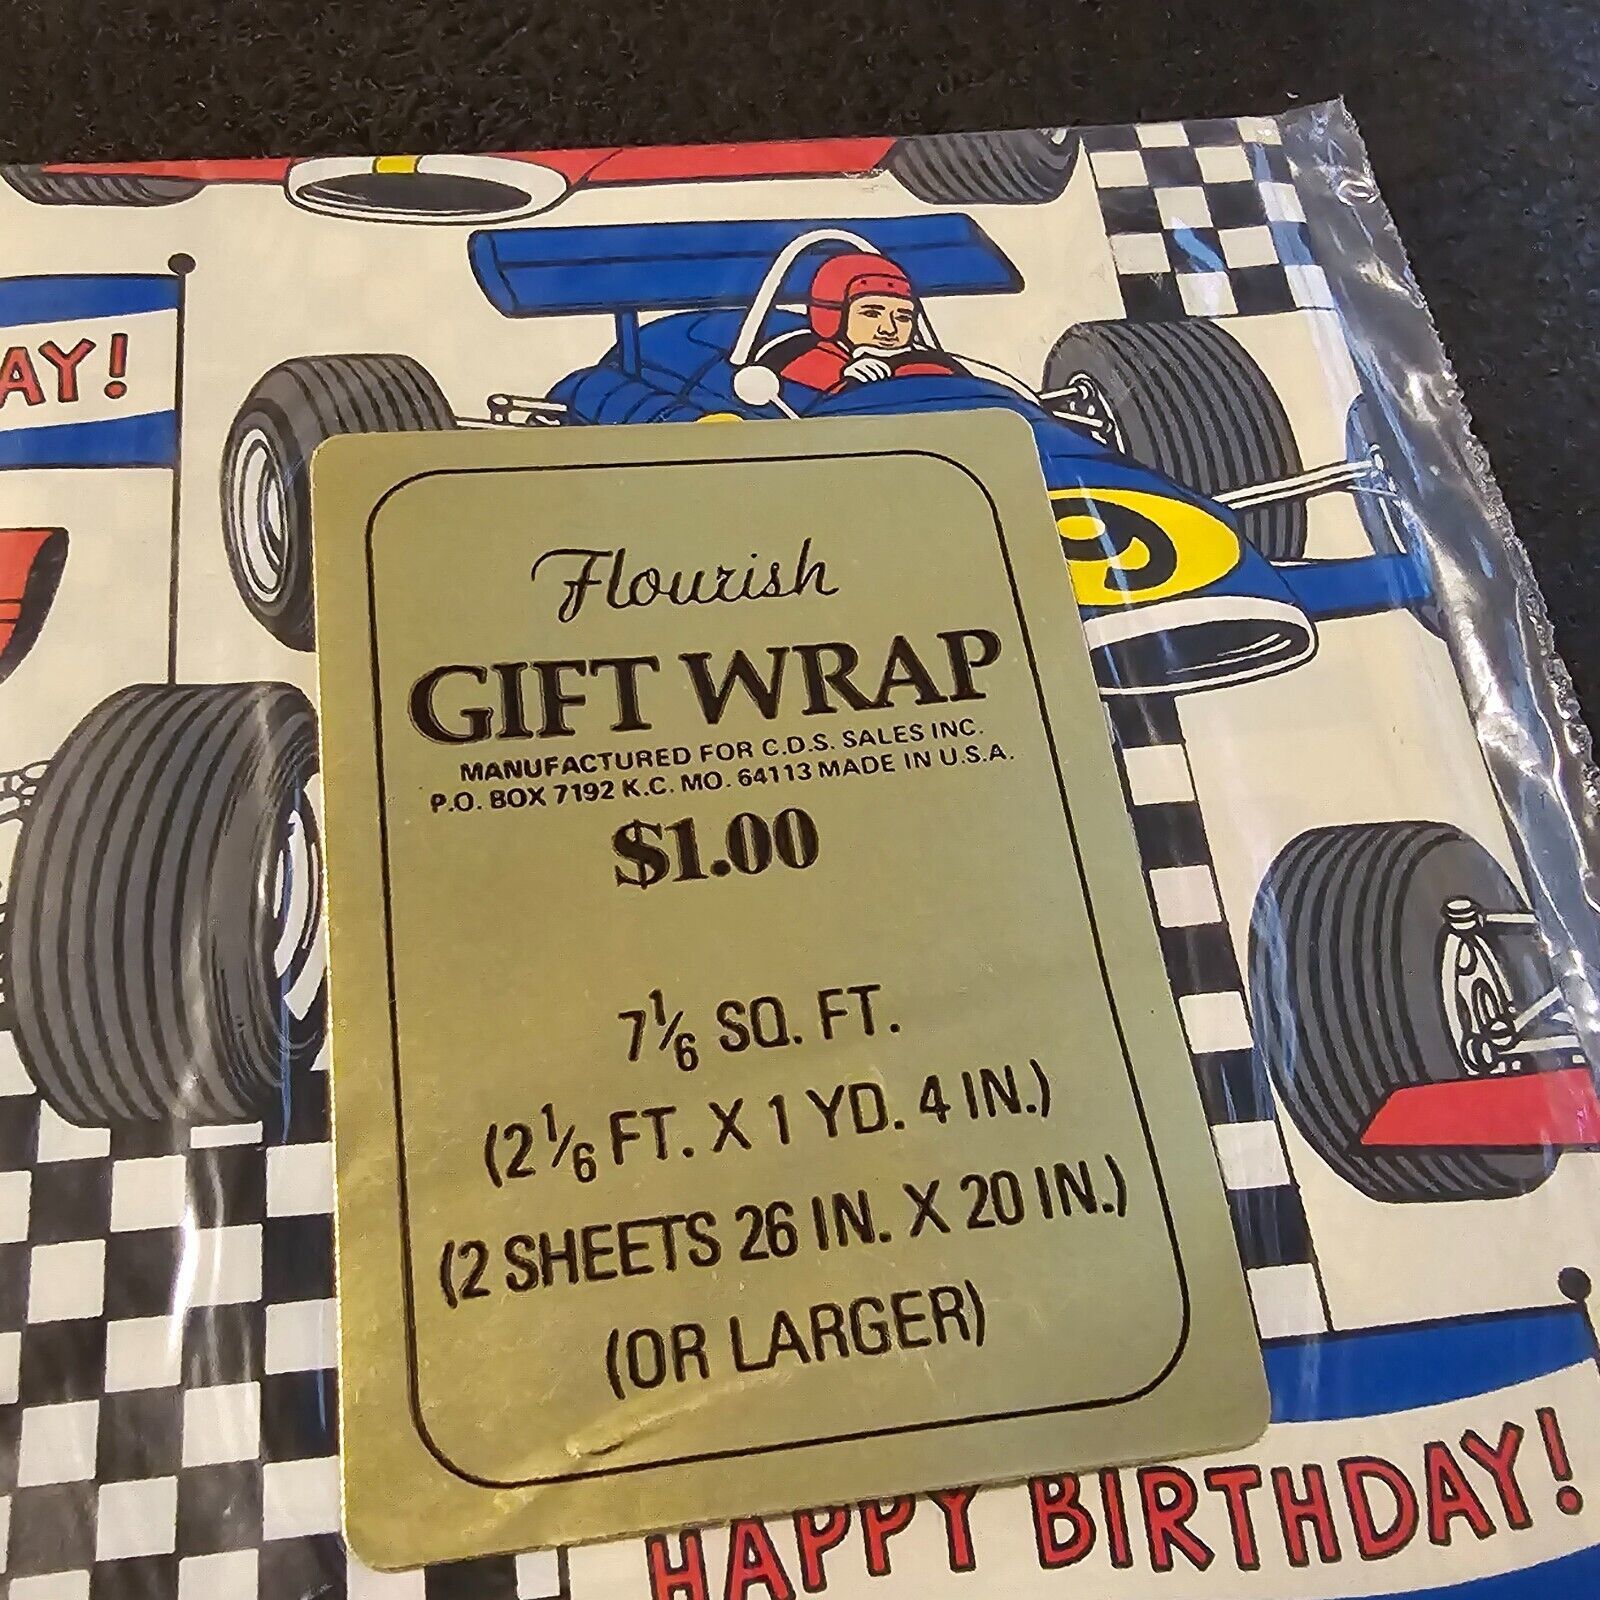 AY!
Flourish
GIFT WRAP
MANUFACTURED FOR C.D.S. SALES INC.
P.O. BOX 7192 K.C. MO. 64113 MADE IN U.S.A.
$1.00
7 1/6 SQ. FT.
(2 1/6 FT. X 1 YD. 4 IN.)
(2 SHEETS 26 IN. X 20 IN.)
(OR LARGER)
HAPPY BIRTHDAY!